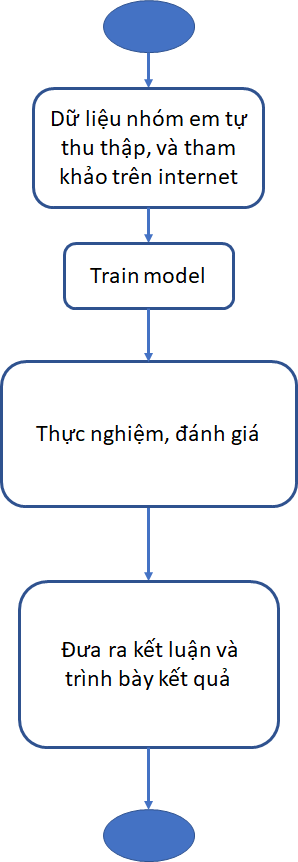 Dữ liệu nhóm em tự
thu thập, và tham
khảo trên internet
Train model
Thực nghiệm, đánh giá
Đưa ra kết luận và
trình bày kết quả